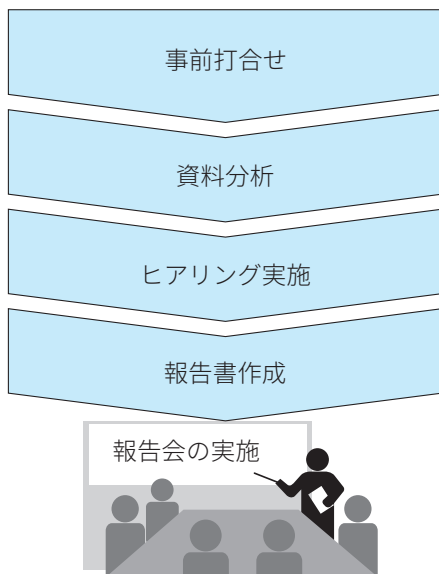 事前打合せ
資料分析
ヒアリング実施
報告書作成
報告会の実施